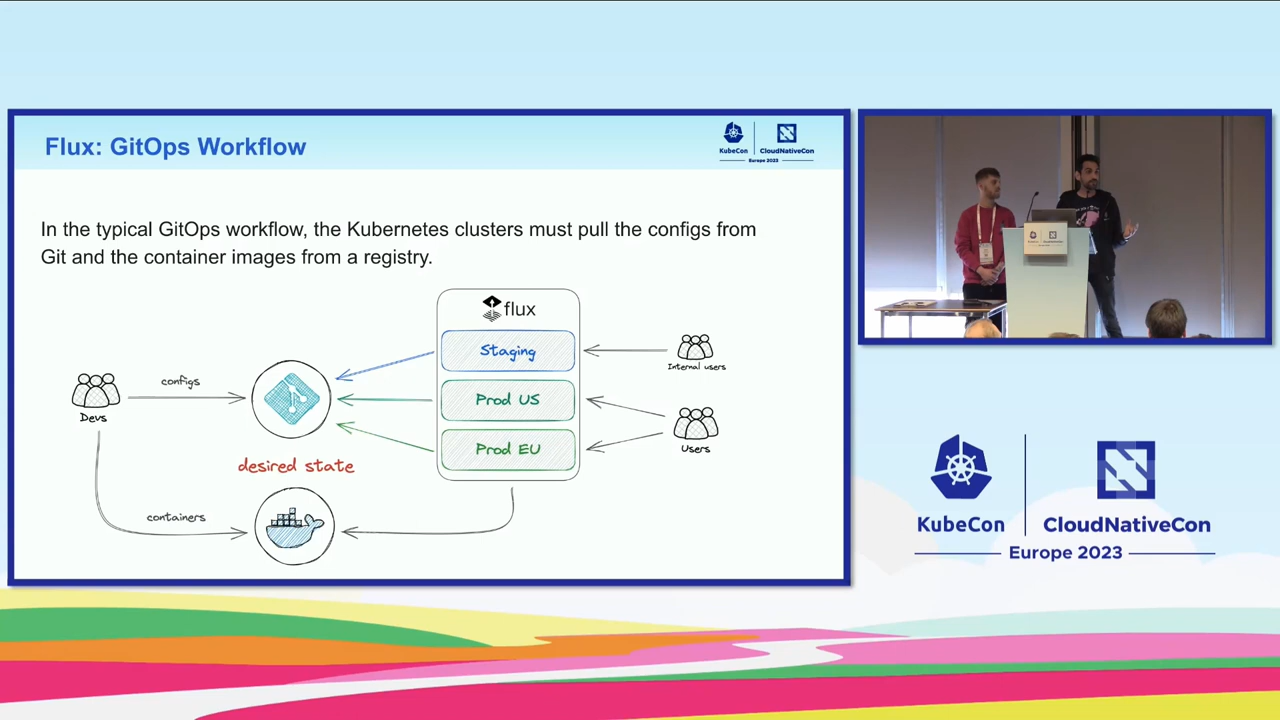 Flux: GitOps Workflow
KubeCon
CloudNativeCon
Europe 2023
In the typical GitOps workflow, the Kubernetes clusters must pull the configs from
Git and the container images from a registry.
flux
Staging
Internal users
configs
Prod US
Devs
Users
Prod EU
desired state
containers
KubeCon
CloudNativeCon
Europe 2023